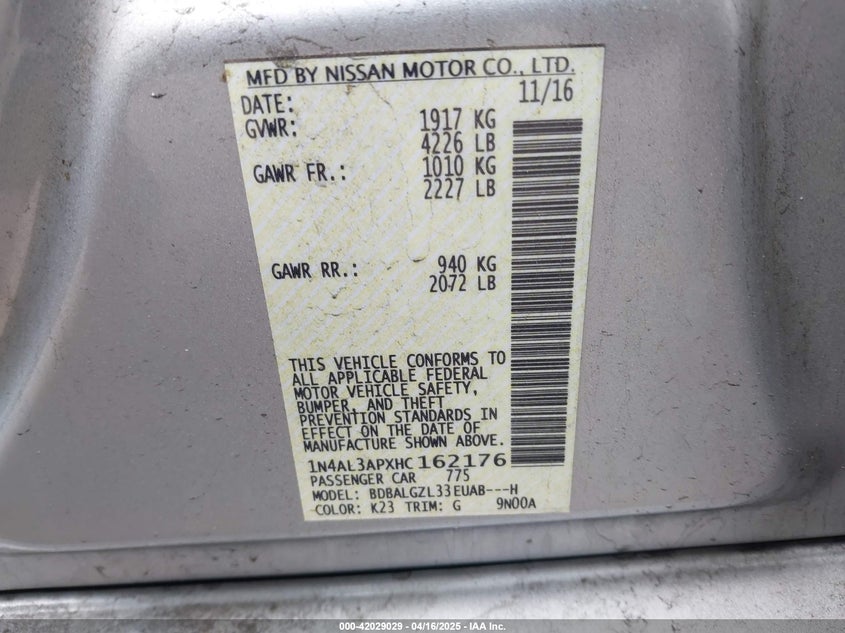 MFD BY NISSAN MOTOR CO., LTD.
DATE: 11/16
GVWR: 1917 KG
4226 LB
GAWR FR.: 1010 KG
2227 LB
GAWR RR.: 940 KG
2072 LB
THIS VEHICLE CONFORMS TO
ALL APPLICABLE FEDERAL
MOTOR VEHICLE SAFETY,
BUMPER, AND THEFT
PREVENTION STANDARDS IN
EFFECT ON THE DATE OF
MANUFACTURE SHOWN ABOVE.
1N4AL3APXHC162176
PASSENGER CAR 775
MODEL: BDBALGZL33EUAB---H
COLOR: K23 TRIM: G 9N00A
000-42029029 - 04/16/2025 - IAA Inc.